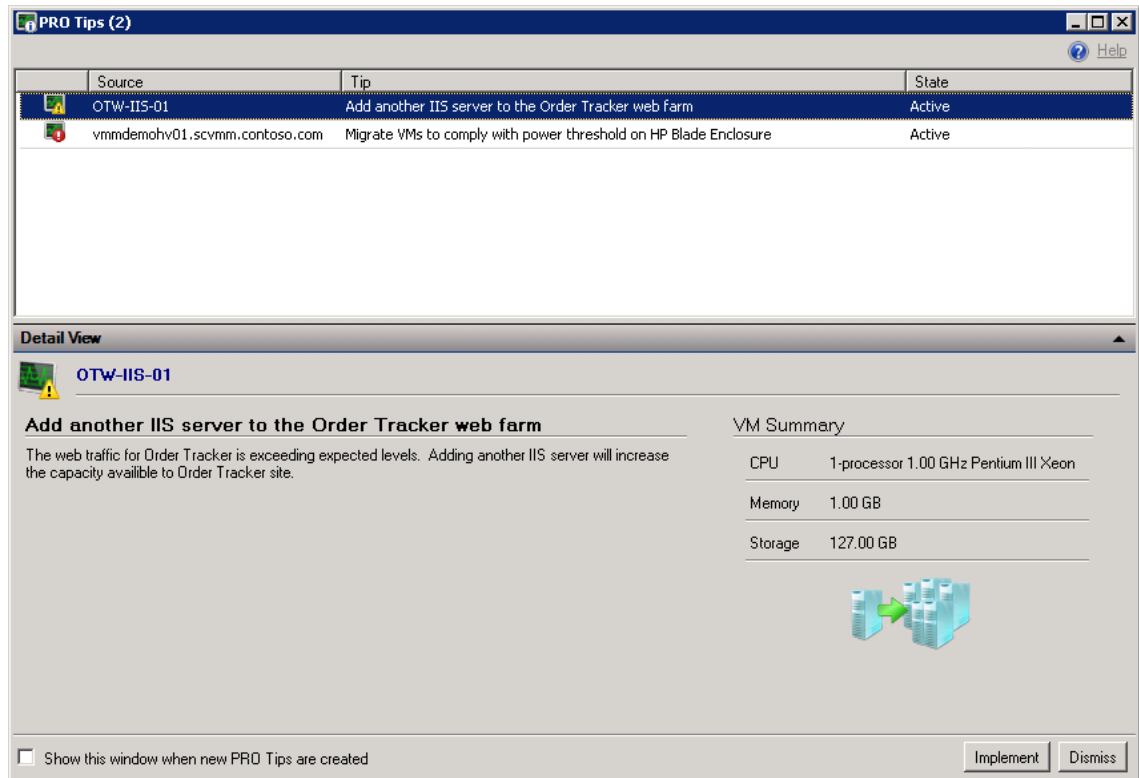 PRO Tips (2)
Help
Source Tip State
OTW-IIS-01 Add another IIS server to the Order Tracker web farm Active
vmmdemohv01.scvmm.contoso.com Migrate VMs to comply with power threshold on HP Blade Enclosure Active
Detail View
OTW-IIS-01
Add another IIS server to the Order Tracker web farm
The web traffic for Order Tracker is exceeding expected levels. Adding another IIS server will increase
the capacity availible to Order Tracker site.
VM Summary
CPU 1-processor 1.00 GHz Pentium III Xeon
Memory 1.00 GB
Storage 127.00 GB
Show this window when new PRO Tips are created
Implement Dismiss